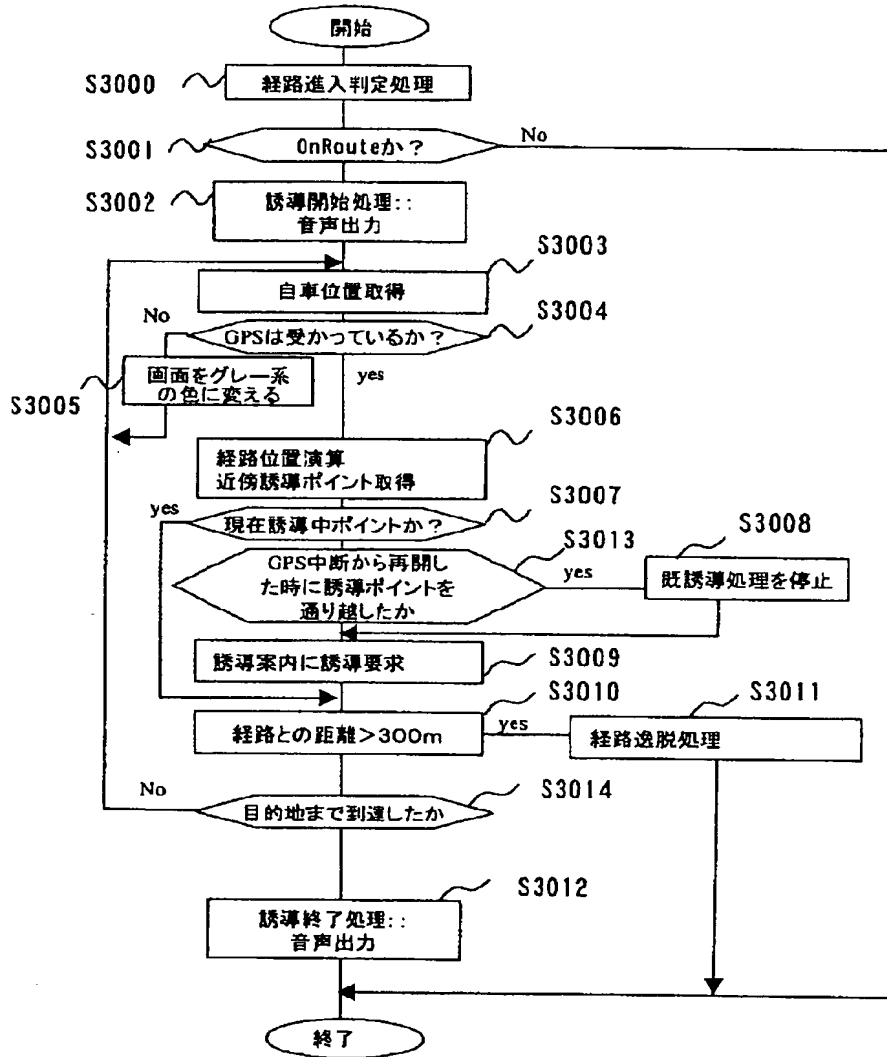 開始
S3000
経路進入判定処理
No
S3001
OnRouteか？
S3002
誘導開始処理::
音声出力
S3003
自車位置取得
No
S3004
GPSは受かっているか？
S3005
画面をグレー系
の色に変える
yes
S3006
経路位置演算
近傍誘導ポイント取得
yes
S3007
現在誘導中ポイントか？
S3013
S3008
GPS中断から再開し
た時に誘導ポイントを
通り越したか
yes
既誘導処理を停止
誘導案内に誘導要求
S3009
S3010
S3011
経路との距離>300m
yes
経路逸脱処理
No
S3014
目的地まで到達したか
S3012
誘導終了処理::
音声出力
終了